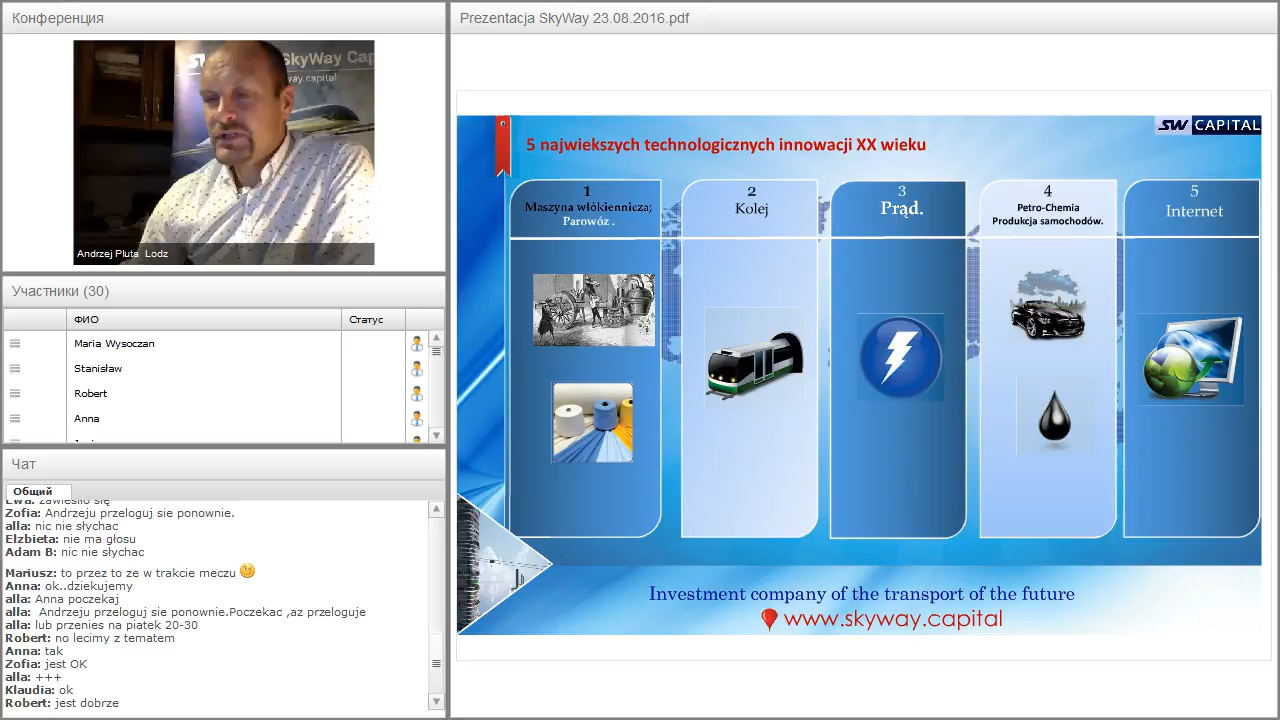 Конференция
SkyWay Cap
way.capital
Andrzej Pluta Lodz
Участники (30)
ФИО
Статус
Maria Wysoczan
Stanisław
Robert
Anna
Чат
Общий
Ewa: zawiesiło się
Zofia: Andrzeju przeloguj sie ponownie.
alla: nic nie słychac
Elzbieta: nie ma głosu
Adam B: nic nie słychac
Mariusz: to przez to ze w trakcie meczu
Anna: ok..dziekujemy
alla: Anna poczekaj
alla: Andrzeju przeloguj sie ponownie.Poczekac ,az przeloguje
alla: lub przenies na piatek 20-30
Robert: no lecimy z tematem
Anna: tak
Zofia: jest OK
alla: +++
Klaudia: ok
Robert: jest dobrze
Prezentacja SkyWay 23.08.2016.pdf
SW CAPITAL
5 najwiekszych technologicznych innowacji XX wieku
1
Maszyna włókiennicza;
Parowóz .
2
Kolej
3
Prąd.
4
Petro-Chemia
Produkcja samochodów.
5
Internet
Investment company of the transport of the future
www.skyway.capital